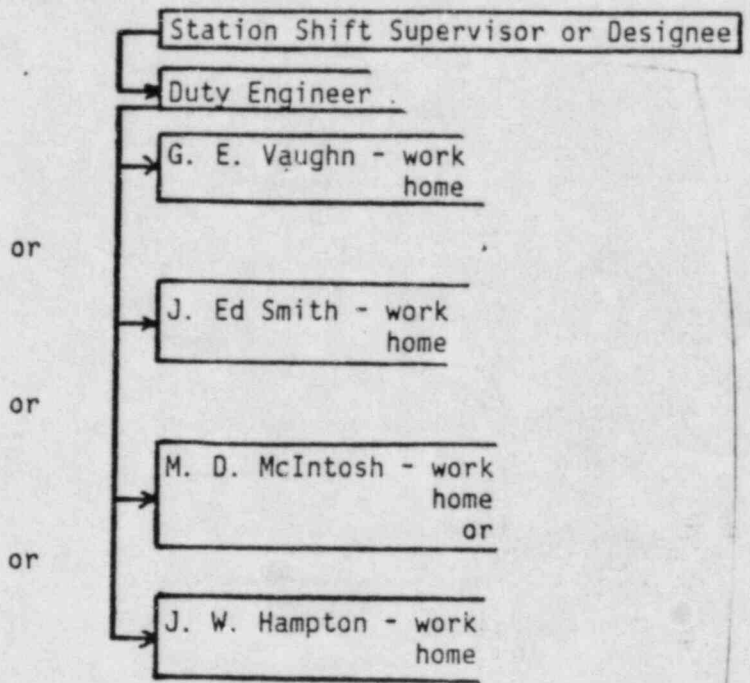 Station Shift Supervisor or Designee
Duty Engineer
G. E. Vaughn - work
home
or
J. Ed Smith - work
home
or
M. D. McIntosh - work
home
or
or
J. W. Hampton - work
home